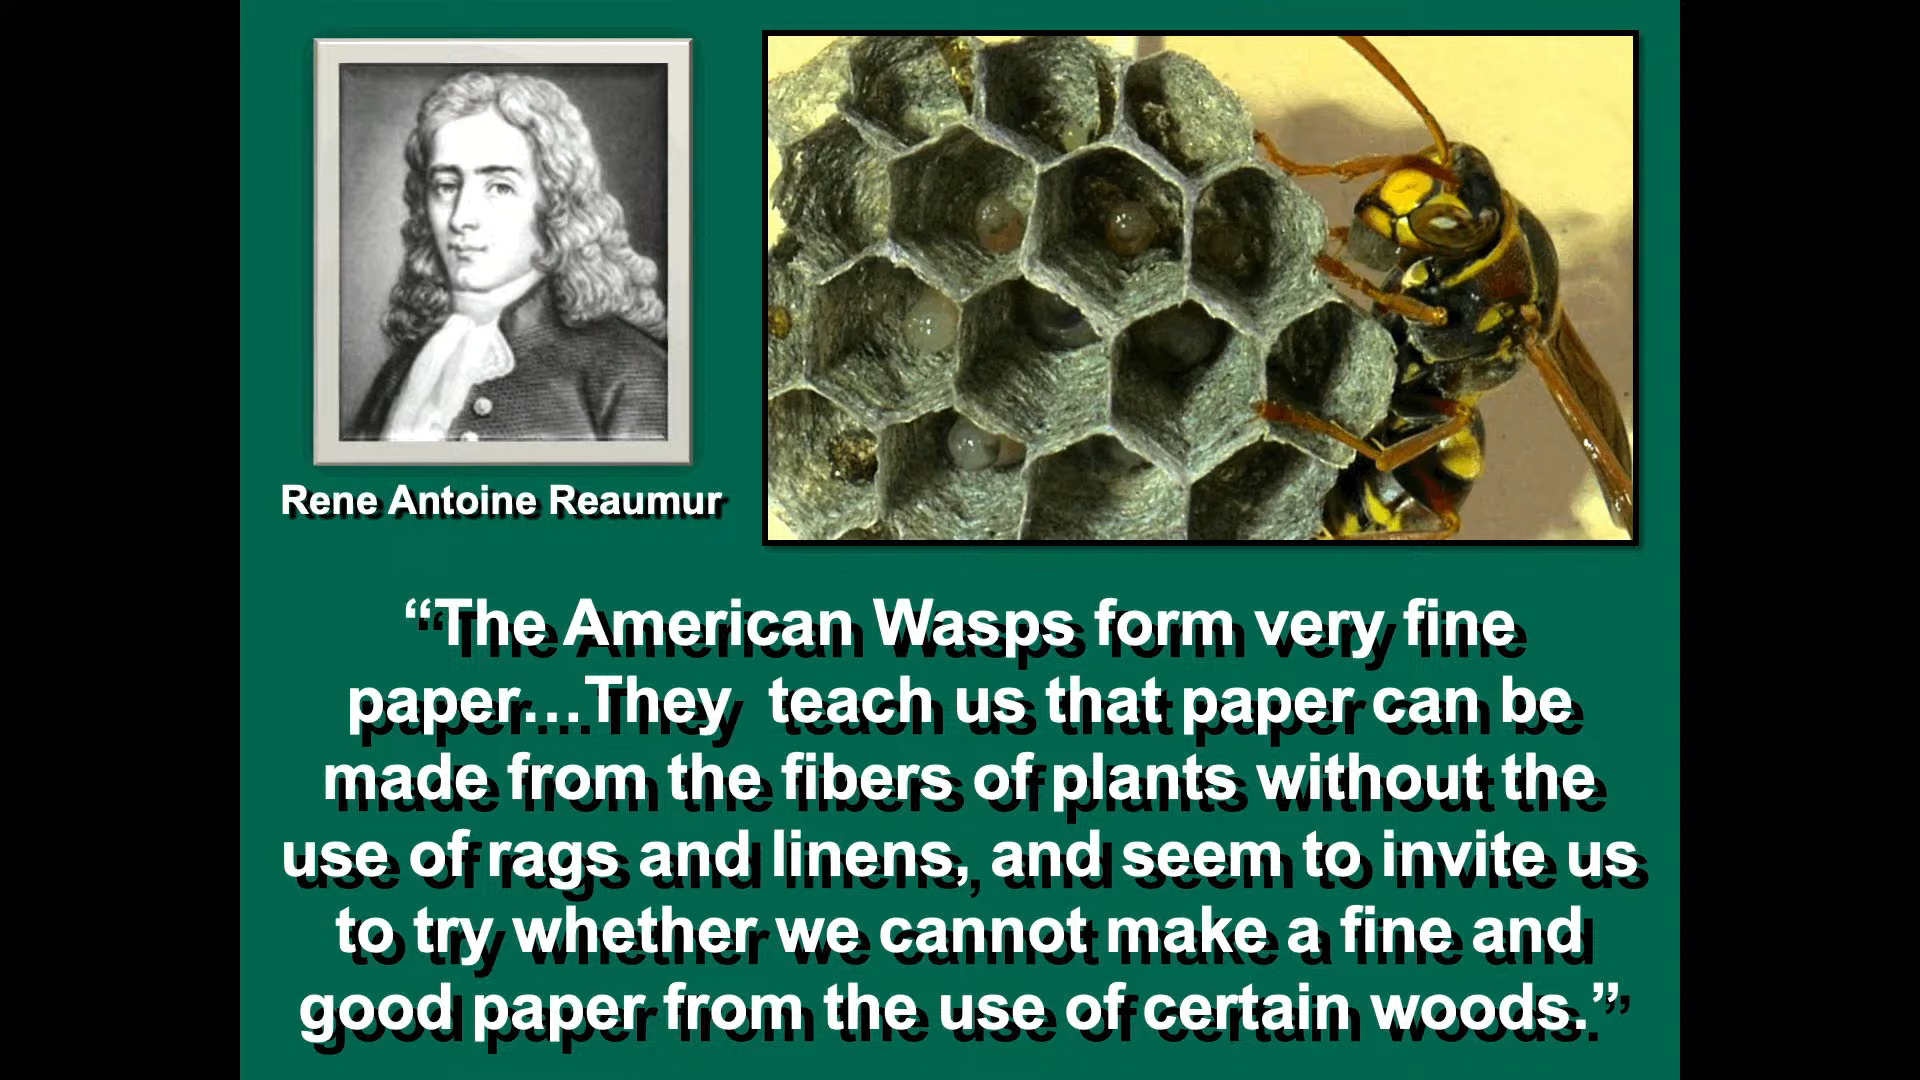 Rene Antoine Reaumur
“The American Wasps form very fine
paper…They  teach us that paper can be
made from the fibers of plants without the
use of rags and linens, and seem to invite us
to try whether we cannot make a fine and
good paper from the use of certain woods.”